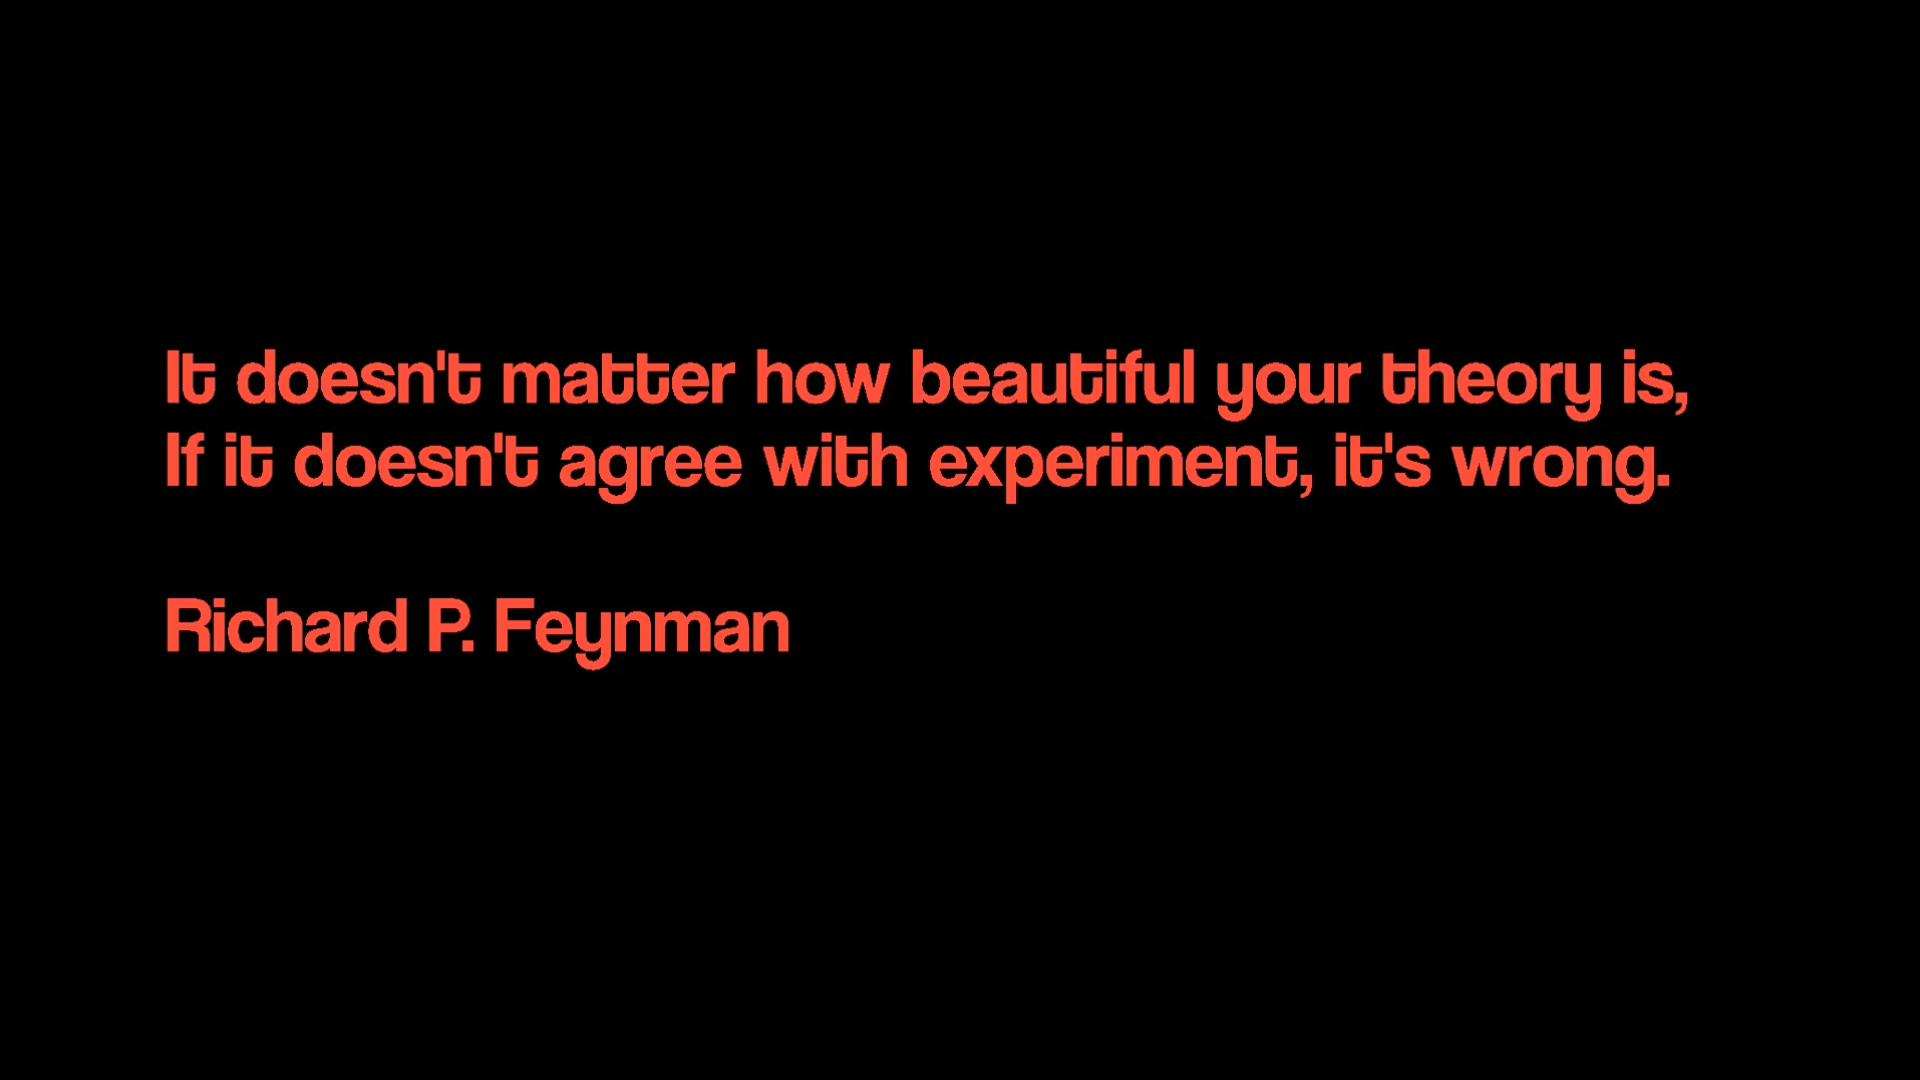 It doesn't matter how beautiful your theory is,
If it doesn't agree with experiment, it's wrong.
Richard P. Feynman